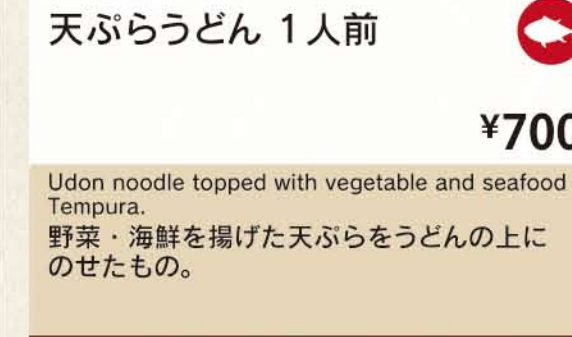 天ぷらうどん 1人前
¥700
Udon noodle topped with vegetable and seafood
Tempura.
野菜・海鮮を揚げた天ぷらをうどんの上に
のせたもの。